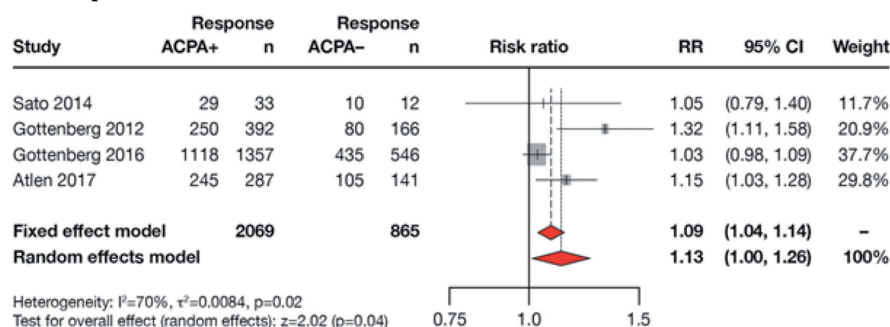 Response Response
Study ACPA+ n ACPA– n Risk ratio RR 95% CI Weight
Sato 2014 29 33 10 12 1.05 (0.79, 1.40) 11.7%
Gottenberg 2012 250 392 80 166 1.32 (1.11, 1.58) 20.9%
Gottenberg 2016 1118 1357 435 546 1.03 (0.98, 1.09) 37.7%
Atlen 2017 245 287 105 141 1.15 (1.03, 1.28) 29.8%
Fixed effect model 2069 865 1.09 (1.04, 1.14) –
Random effects model 1.13 (1.00, 1.26) 100%
Heterogeneity: I²=70%, τ²=0.0084, p=0.02
Test for overall effect (random effects): z=2.02 (p=0.04) 0.75 1.0 1.5